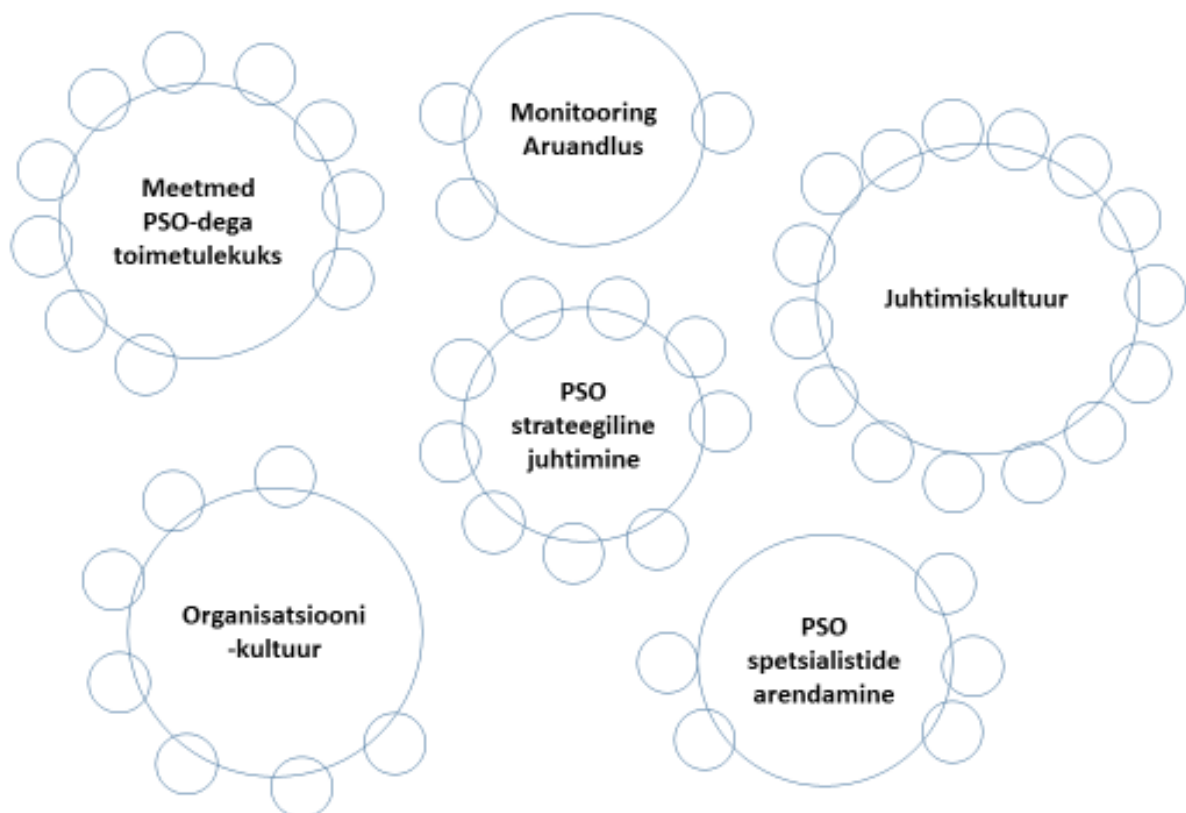 Monitooring
Aruandlus
Meetmed
PSO-dega
toimetulekuks
Juhtimiskultuur
PSO
strateegiline
juhtimine
Organisatsiooni
-kultuur
PSO
spetsialistide
arendamine